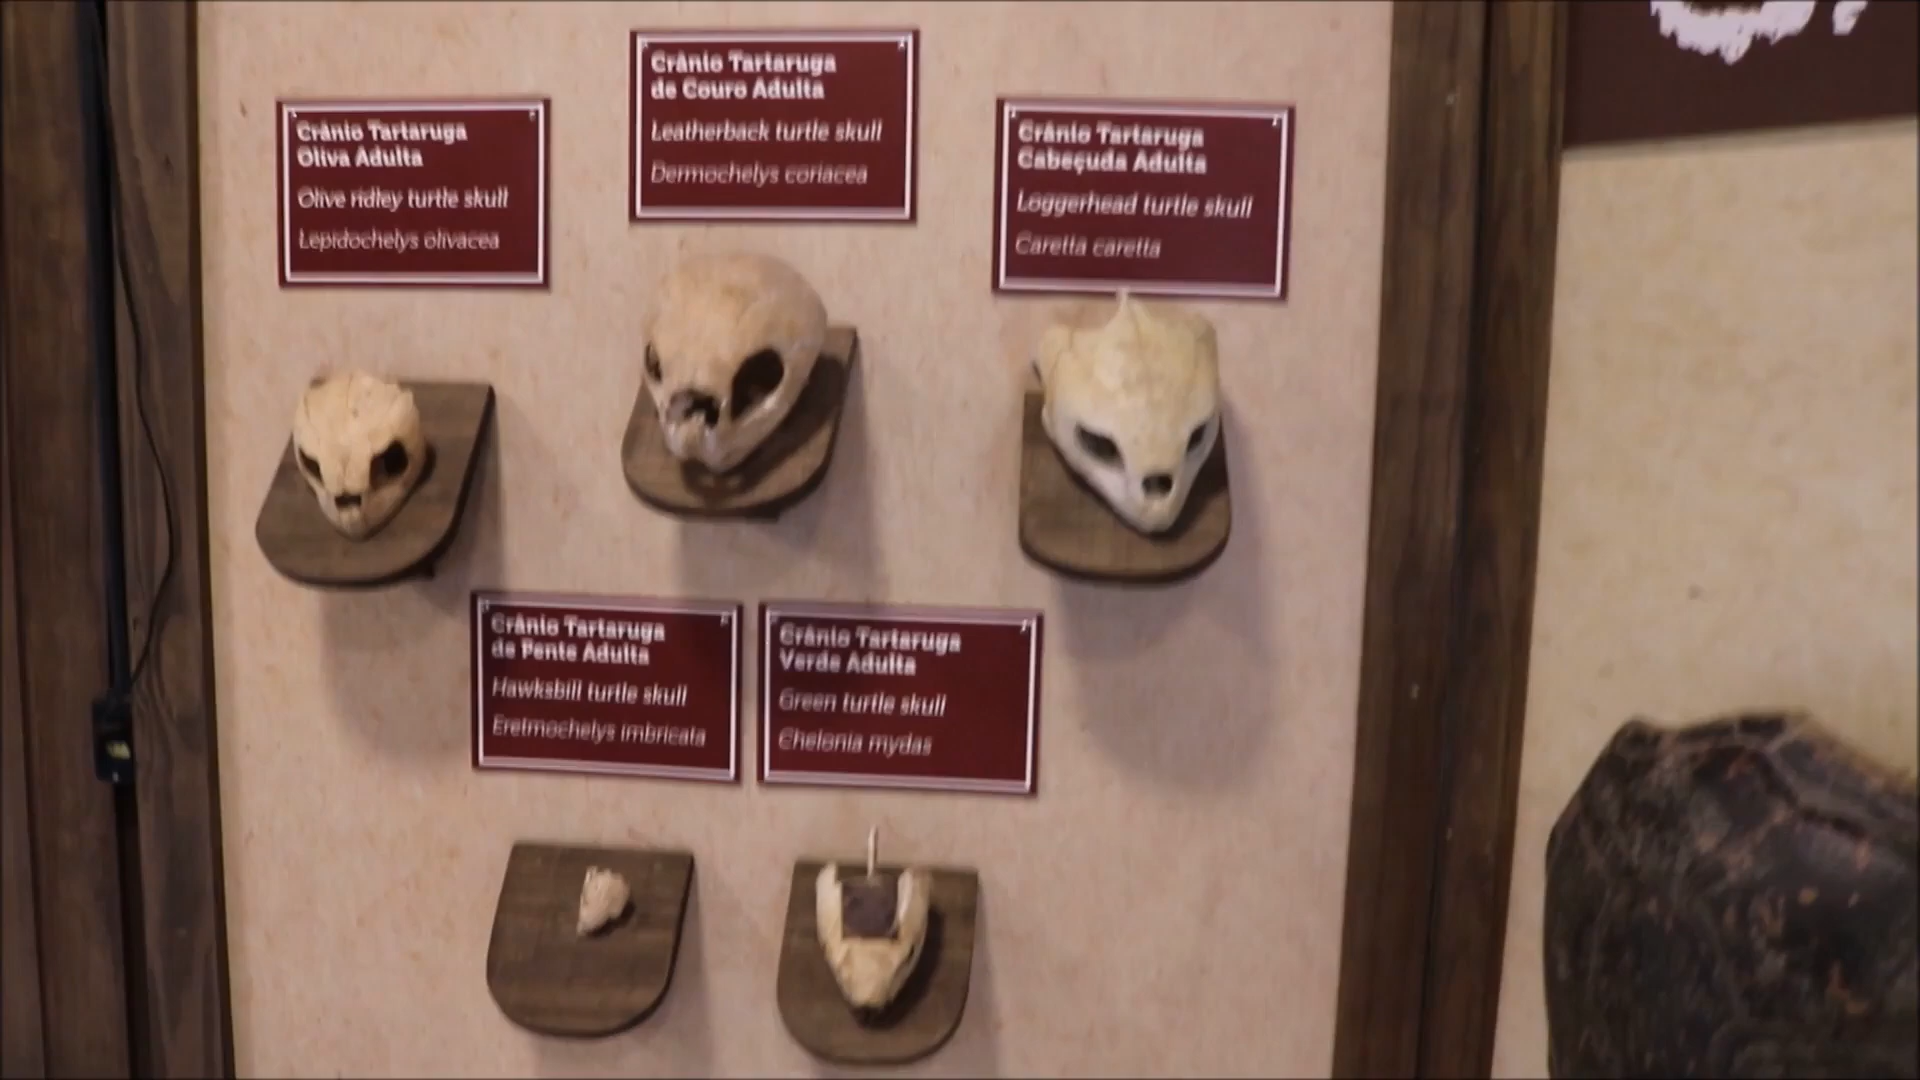 Crânio Tartaruga
Oliva Adulta
Olive ridley turtle skull
Lepidochelys olivacea
Crânio Tartaruga
de Couro Adulta
Leatherback turtle skull
Dermochelys coriacea
Crânio Tartaruga
Cabeçuda Adulta
Loggerhead turtle skull
Caretta caretta
Crânio Tartaruga
de Pente Adulta
Hawksbill turtle skull
Eretmochelys imbricata
Crânio Tartaruga
Verde Adulta
Green turtle skull
Chelonia mydas